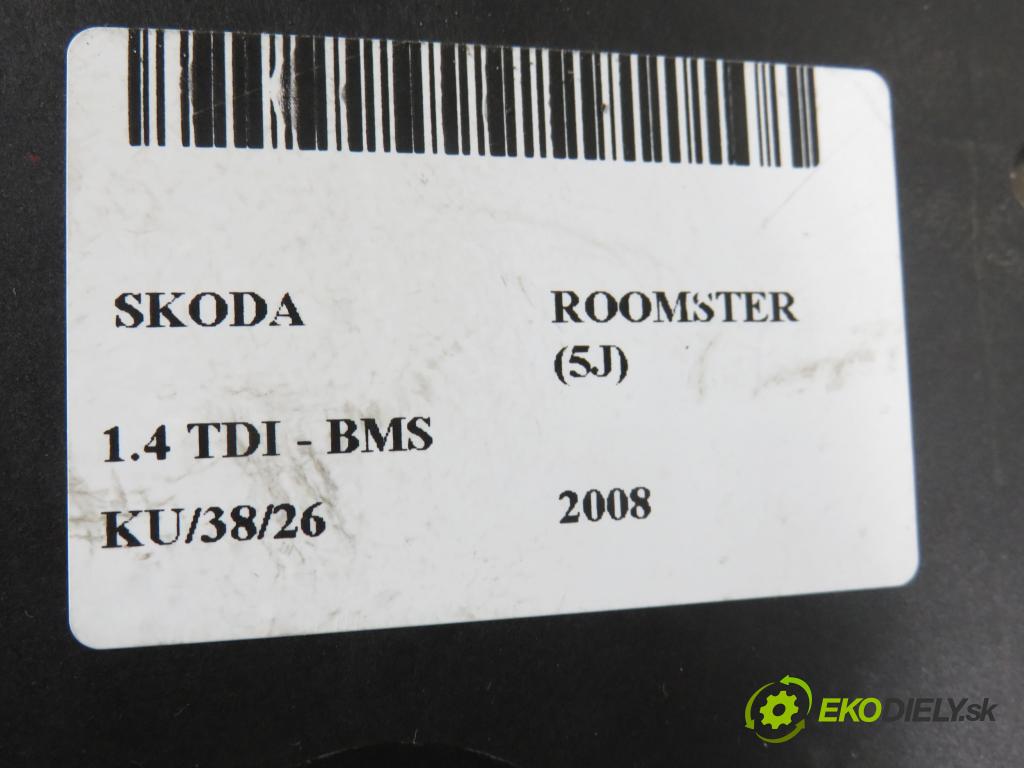 SKODA ROOMSTER
(5J)
1.4 TDI - BMS
KU/38/26 2008
EKODIELY.sk